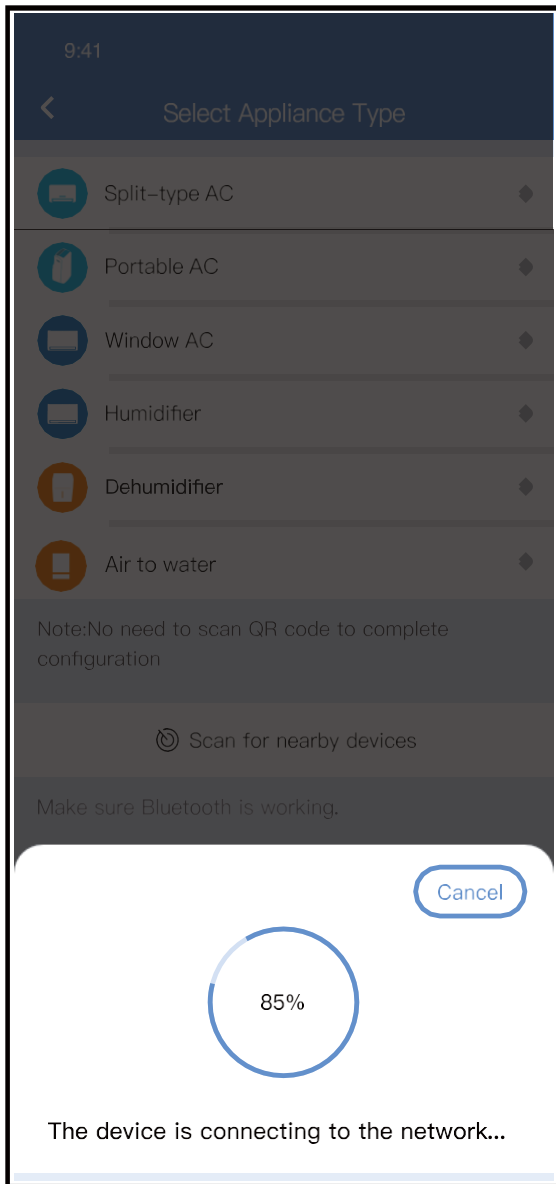 9:41
Select Appliance Type
Split-type AC
Portable AC
Window AC
Humidifier
Dehumidifier
Air to water
Note:No need to scan QR code to complete
configuration
Scan for nearby devices
Make sure Bluetooth is working.
Cancel
85%
The device is connecting to the network...